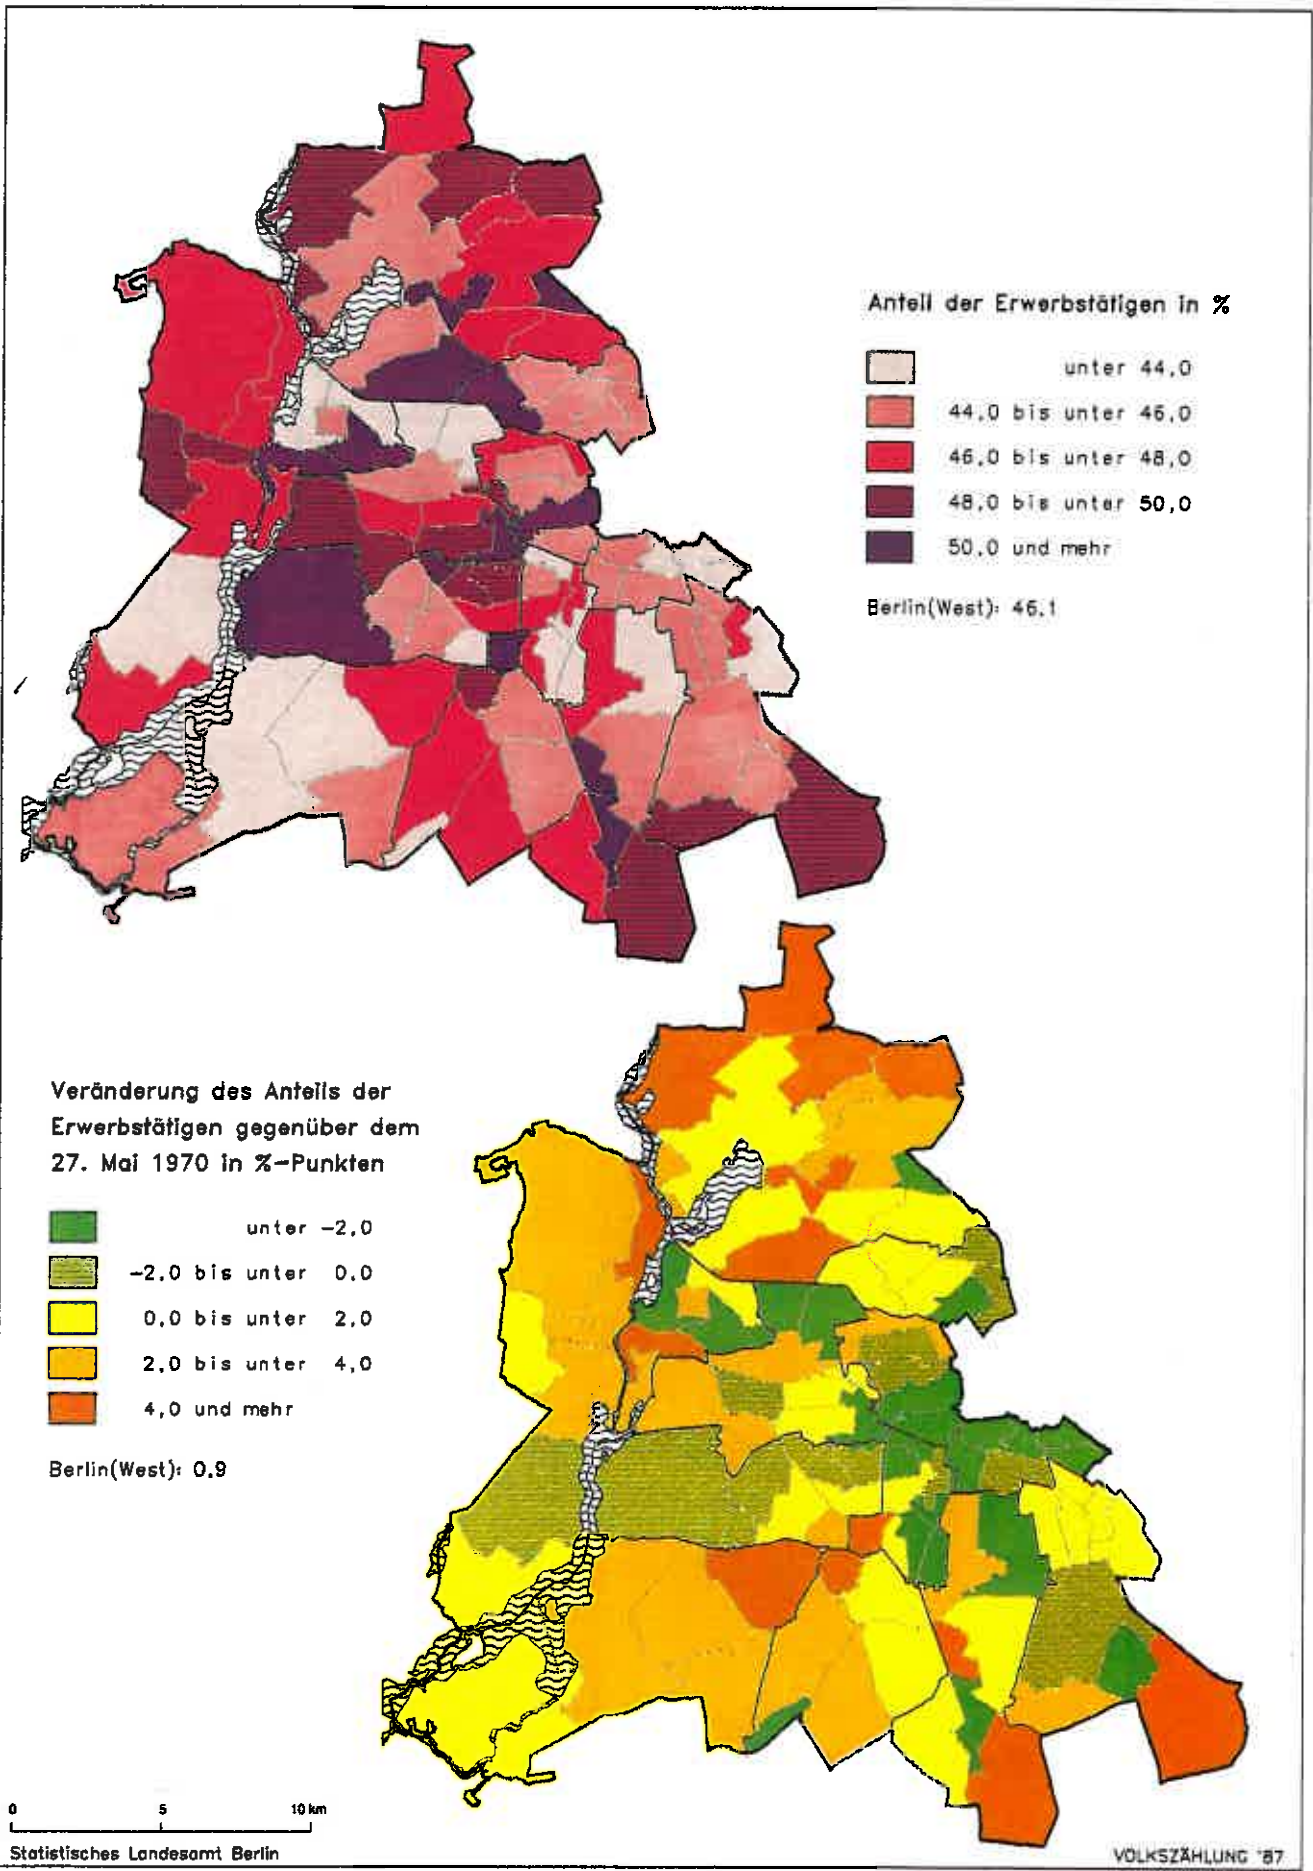 Anteil der Erwerbstätigen in %
unter 44,0
44,0 bis unter 46,0
46,0 bis unter 48,0
48,0 bis unter 50,0
50,0 und mehr
Berlin(West): 46,1
Veränderung des Anteils der
Erwerbstätigen gegenüber dem
27. Mai 1970 in %-Punkten
unter -2,0
-2,0 bis unter 0,0
0,0 bis unter 2,0
2,0 bis unter 4,0
4,0 und mehr
Berlin(West): 0,9
0 5 10 km
Statistisches Landesamt Berlin
VOLKSZÄHLUNG '87